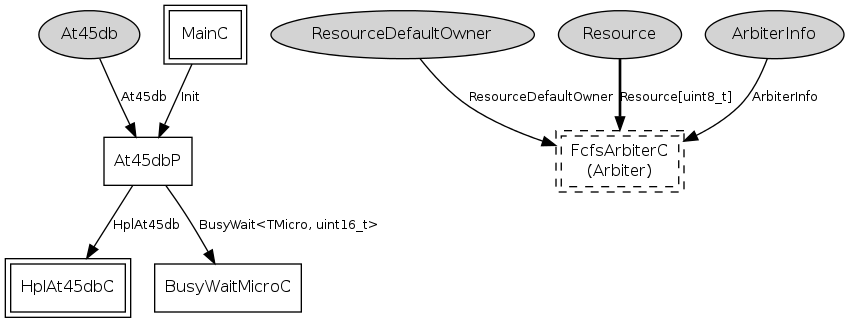 At45db
MainC
ResourceDefaultOwner
Resource
ArbiterInfo
At45db
Init
ResourceDefaultOwner
Resource[uint8_t]
ArbiterInfo
At45dbP
FcfsArbiterC
(Arbiter)
HplAt45db
BusyWait<TMicro, uint16_t>
HplAt45dbC
BusyWaitMicroC